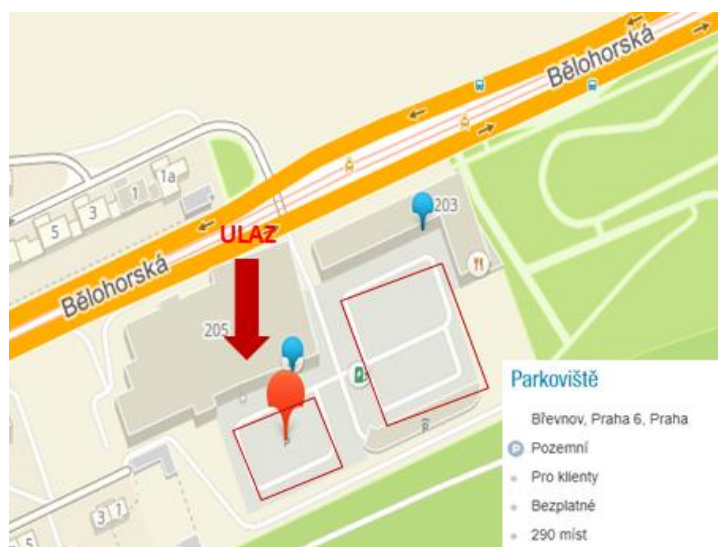 Bělohorská
203
1a
1
3
5
ULAZ
Bělohorská
205
P
3
1
5
Parkoviště
Břevnov, Praha 6, Praha
P Pozemní
Pro klienty
Bezplatné
290 míst